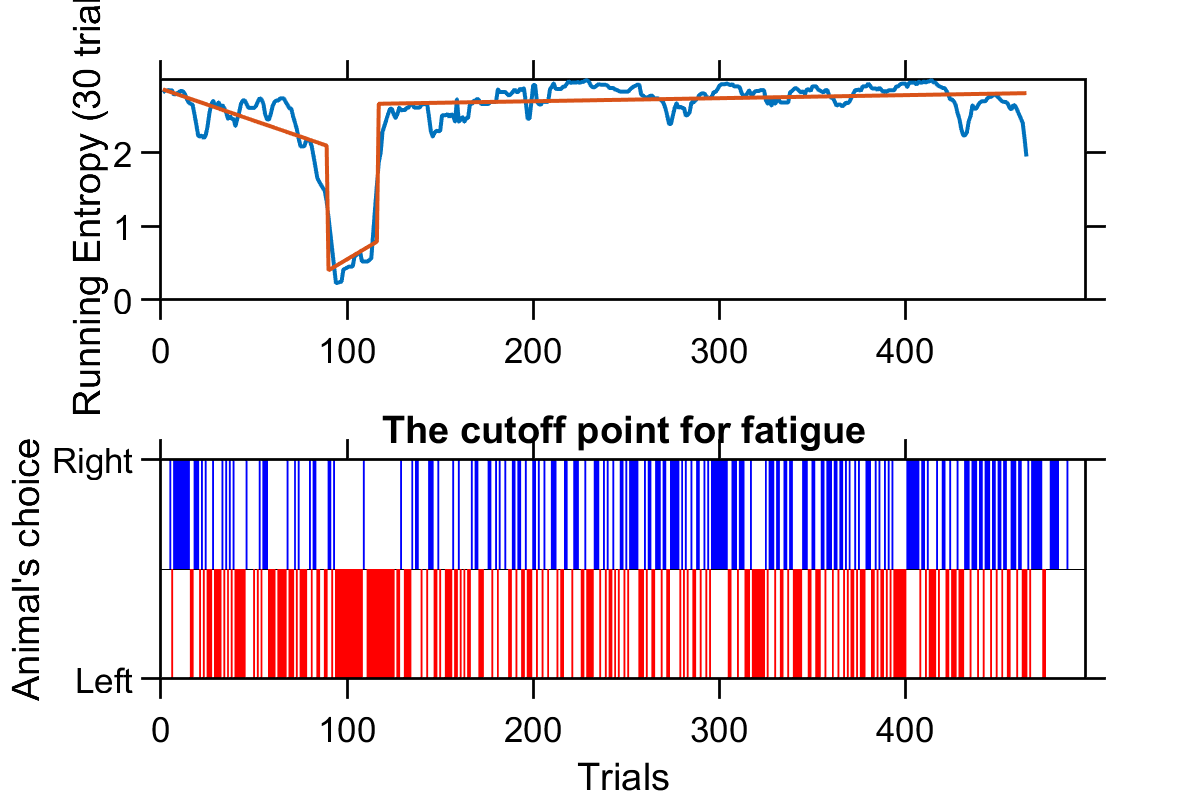 Running Entropy (30 trial
2
1
0
0 100 200 300 400
The cutoff point for fatigue
Animal's choice
Right
Left
0 100 200 300 400
Trials